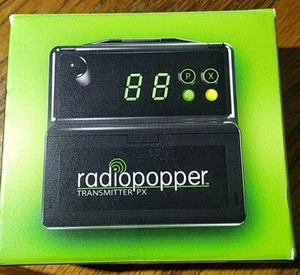 88
P X
radiopopper
TRANSMITTER PX